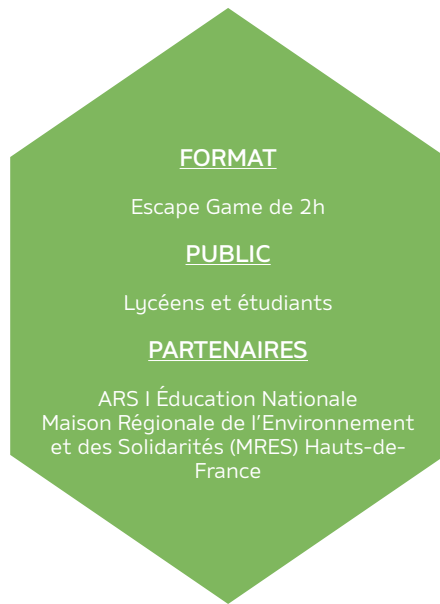 FORMAT
Escape Game de 2h
PUBLIC
Lycéens et étudiants
PARTENAIRES
ARS I Éducation Nationale
Maison Régionale de l'Environnement
et des Solidarités (MRES) Hauts-de-
France